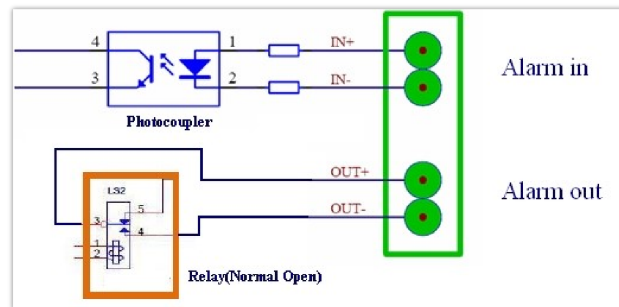 4
1
IN+
3
2
IN-
Alarm in
Photocoupler
OUT+
OUT-
Alarm out
LS2
5
3
4
1
2
Relay(Normal Open)